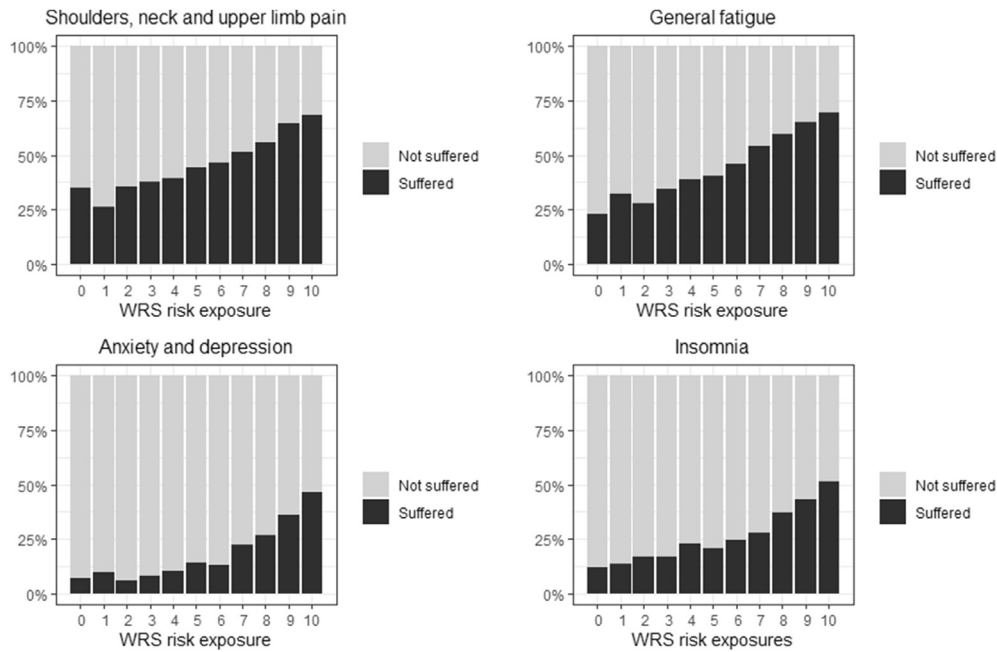 Shoulders, neck and upper limb pain
100%
75%
50%
25%
0%
0 1 2 3 4 5 6 7 8 9 10
WRS risk exposure
Not suffered
Suffered
General fatigue
100%
75%
50%
25%
0%
0 1 2 3 4 5 6 7 8 9 10
WRS risk exposure
Not suffered
Suffered
Anxiety and depression
100%
75%
50%
25%
0%
0 1 2 3 4 5 6 7 8 9 10
WRS risk exposure
Not suffered
Suffered
Insomnia
100%
75%
50%
25%
0%
0 1 2 3 4 5 6 7 8 9 10
WRS risk exposures
Not suffered
Suffered